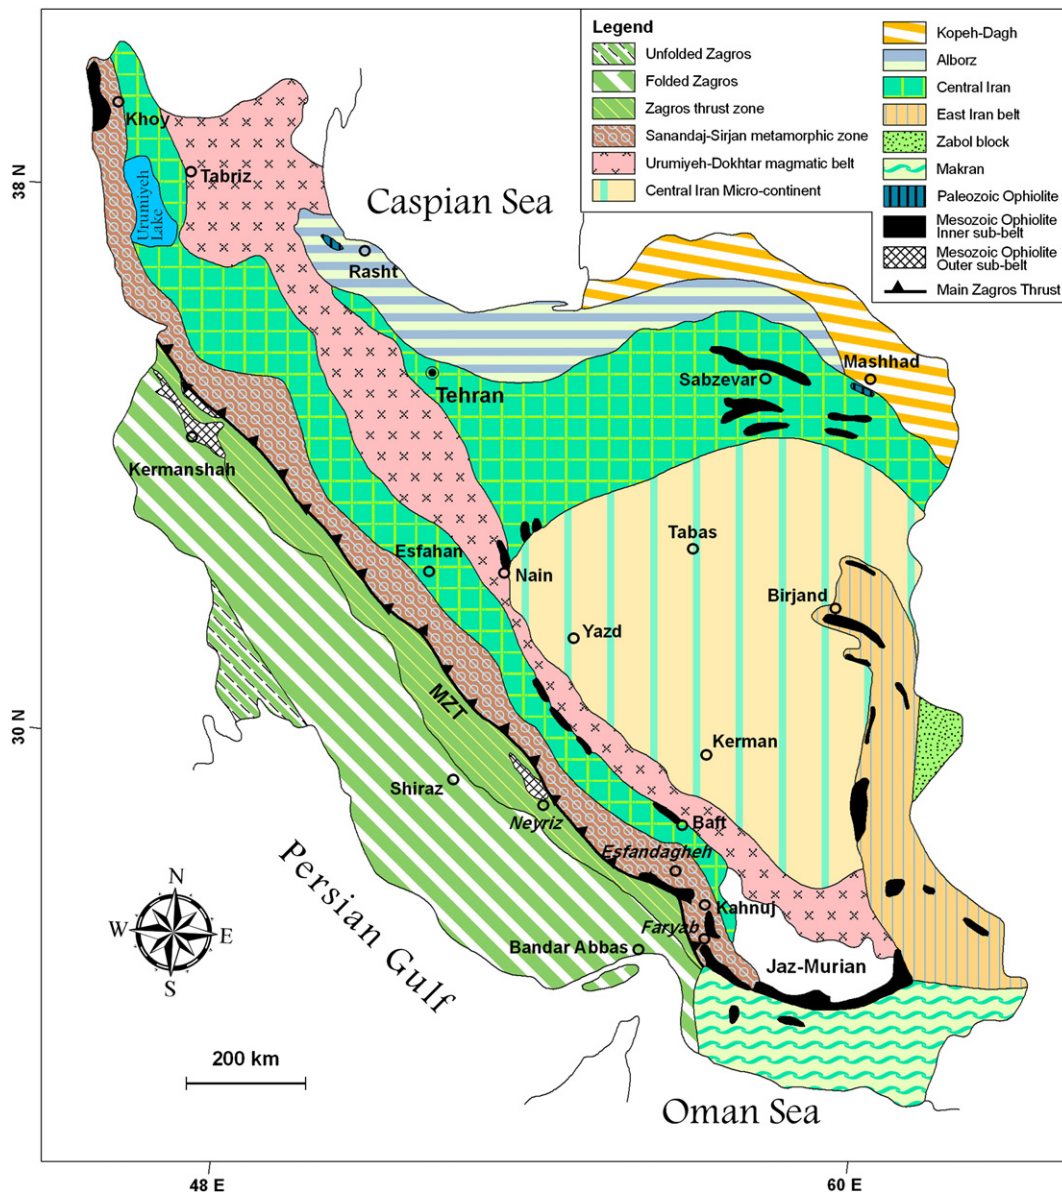 Legend
Unfolded Zagros
Folded Zagros
Zagros thrust zone
Sanandaj-Sirjan metamorphic zone
Urumiyeh-Dokhtar magmatic belt
Central Iran Micro-continent
Kopeh-Dagh
Alborz
Central Iran
East Iran belt
Zabol block
Makran
Paleozoic Ophiolite
Mesozoic Ophiolite
Inner sub-belt
Mesozoic Ophiolite
Outer sub-belt
Main Zagros Thrust
38 N
30 N
Khoy
Tabriz
Urumiyeh
Lake
Caspian Sea
Rasht
Tehran
Sabzevar
Mashhad
Kermanshah
Esfahan
Nain
Tabas
Birjand
Yazd
MZT
Kerman
Shiraz
Neyriz
Baft
Esfandagheh
Kahnuj
Faryab
Bandar Abbas
Jaz-Murian
Persian Gulf
N
W
E
S
200 km
Oman Sea
48 E
60 E